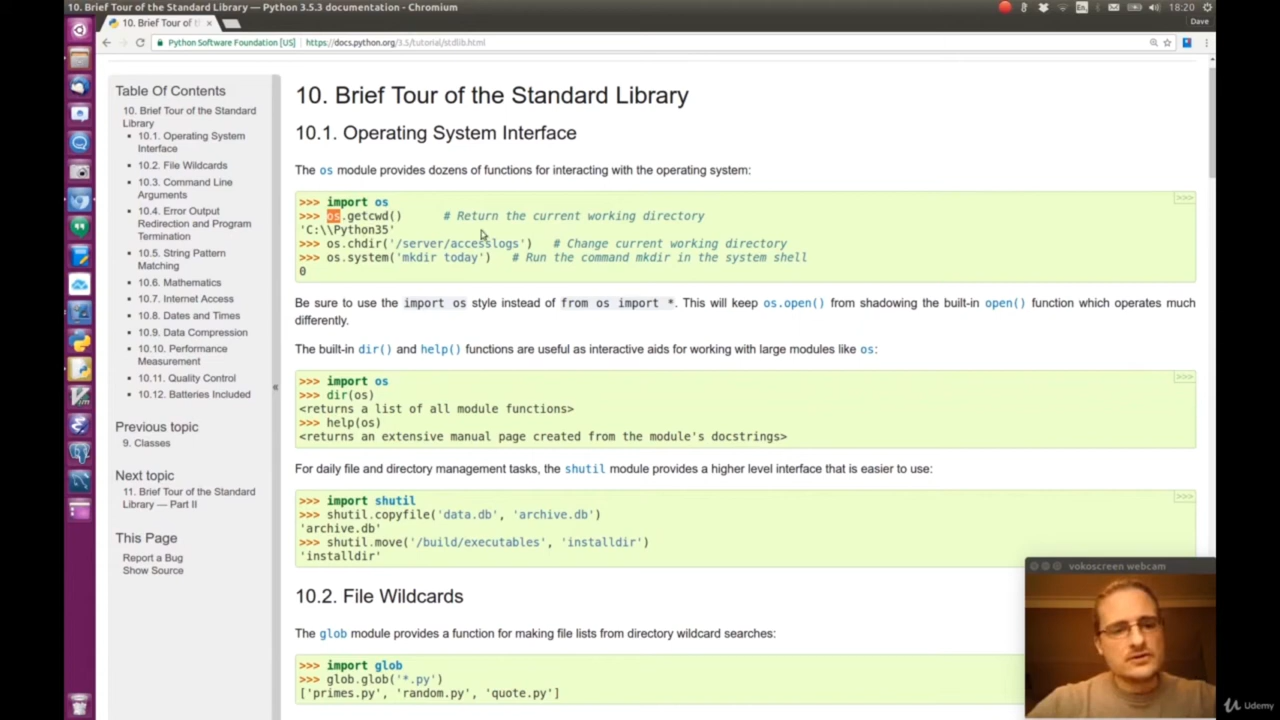 10. Brief Tour of the Standard Library — Python 3.5.3 documentation - Chromium
En
18:20
10. Brief Tour of t
Dave
Python Software Foundation [US]
https://docs.python.org/3.5/tutorial/stdlib.html
Table Of Contents
10. Brief Tour of the Standard
Library
10.1. Operating System
Interface
10.2. File Wildcards
10.3. Command Line
Arguments
10.4. Error Output
Redirection and Program
Termination
10.5. String Pattern
Matching
10.6. Mathematics
10.7. Internet Access
10.8. Dates and Times
10.9. Data Compression
10.10. Performance
Measurement
10.11. Quality Control
10.12. Batteries Included
Previous topic
9. Classes
Next topic
11. Brief Tour of the Standard
Library — Part II
This Page
Report a Bug
Show Source
«
10. Brief Tour of the Standard Library
10.1. Operating System Interface
The os module provides dozens of functions for interacting with the operating system:
>>>
>>> import os
>>> os.getcwd()      # Return the current working directory
'C:\\Python35'
>>> os.chdir('/server/accesslogs')   # Change current working directory
>>> os.system('mkdir today')   # Run the command mkdir in the system shell
0
Be sure to use the import os style instead of from os import *. This will keep os.open() from shadowing the built-in open() function which operates much
differently.
The built-in dir() and help() functions are useful as interactive aids for working with large modules like os:
>>>
>>> import os
>>> dir(os)
<returns a list of all module functions>
>>> help(os)
<returns an extensive manual page created from the module's docstrings>
For daily file and directory management tasks, the shutil module provides a higher level interface that is easier to use:
>>>
>>> import shutil
>>> shutil.copyfile('data.db', 'archive.db')
'archive.db'
>>> shutil.move('/build/executables', 'installdir')
'installdir'
10.2. File Wildcards
The glob module provides a function for making file lists from directory wildcard searches:
>>> import glob
>>> glob.glob('*.py')
['primes.py', 'random.py', 'quote.py']
vokoscreen webcam
Udemy